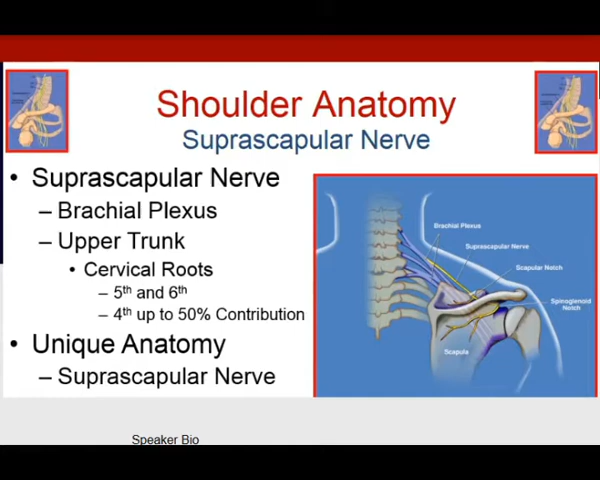 Shoulder Anatomy
Suprascapular Nerve
• Suprascapular Nerve
– Brachial Plexus
– Upper Trunk
• Cervical Roots
– 5th and 6th
– 4th up to 50% Contribution
• Unique Anatomy
– Suprascapular Nerve
Brachial Plexus
Suprascapular Nerve
Scapular Notch
Spinoglenoid
Notch
Scapula
Speaker Bio